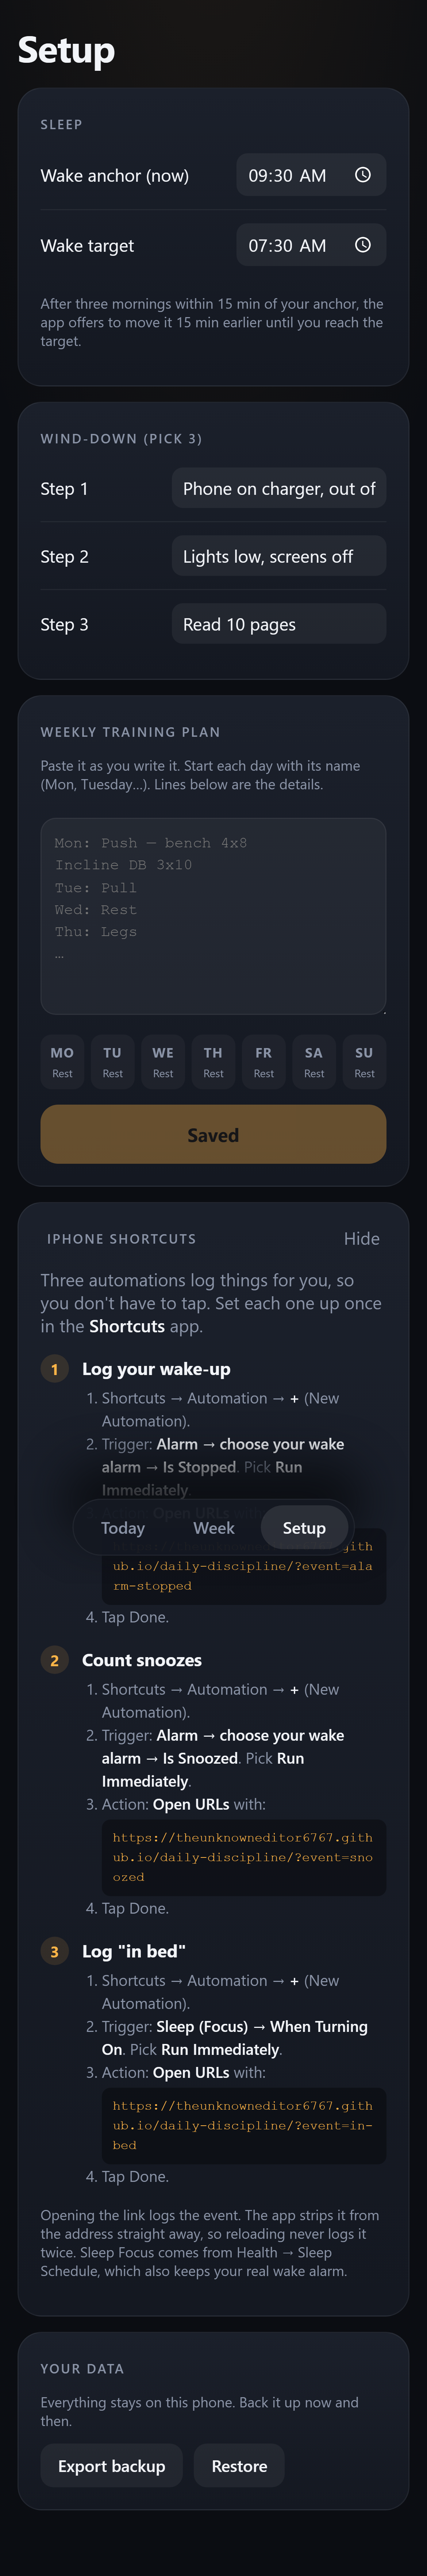 Setup
SLEEP
Wake anchor (now)
09:30 AM
Wake target
07:30 AM
After three mornings within 15 min of your anchor, the
app offers to move it 15 min earlier until you reach the
target.
WIND-DOWN (PICK 3)
Step 1
Phone on charger, out of
Step 2
Lights low, screens off
Step 3
Read 10 pages
WEEKLY TRAINING PLAN
Paste it as you write it. Start each day with its name
(Mon, Tuesday...). Lines below are the details.
Mon: Push — bench 4x8
Incline DB 3x10
Tue: Pull
Wed: Rest
Thu: Legs
…
MO TU WE TH FR SA SU
Rest Rest Rest Rest Rest Rest Rest
Saved
IPHONE SHORTCUTS
Hide
Three automations log things for you, so
you don't have to tap. Set each one up once
in the Shortcuts app.
1 Log your wake-up
1. Shortcuts → Automation → + (New
Automation).
2. Trigger: Alarm → choose your wake
alarm → Is Stopped. Pick Run
Immediately.
Open URLs
Today Week Setup
gith
ub.io/daily-discipline/?event=ala
rm-stopped
4. Tap Done.
2 Count snoozes
1. Shortcuts → Automation → + (New
Automation).
2. Trigger: Alarm → choose your wake
alarm → Is Snoozed. Pick Run
Immediately.
3. Action: Open URLs with:
https://theunknowneditor6767.gith
ub.io/daily-discipline/?event=sno
ozed
4. Tap Done.
3 Log "in bed"
1. Shortcuts → Automation → + (New
Automation).
2. Trigger: Sleep (Focus) → When Turning
On. Pick Run Immediately.
3. Action: Open URLs with:
https://theunknowneditor6767.gith
ub.io/daily-discipline/?event=in-
bed
4. Tap Done.
Opening the link logs the event. The app strips it from
the address straight away, so reloading never logs it
twice. Sleep Focus comes from Health → Sleep
Schedule, which also keeps your real wake alarm.
YOUR DATA
Everything stays on this phone. Back it up now and
then.
Export backup
Restore